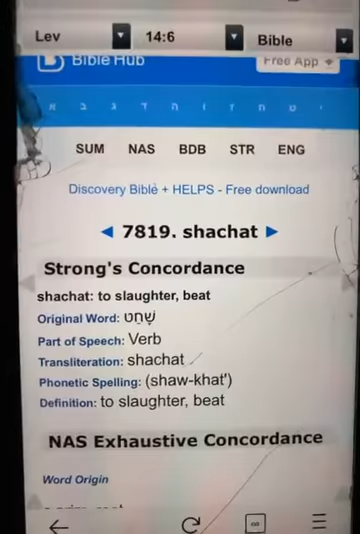 Lev 14:6 Bible
Bible Hub Free App
א ב ג ד ה ו ז ח ט י
SUM NAS BDB STR ENG
Discovery Bible + HELPS - Free download
◄ 7819. shachat ►
Strong's Concordance
shachat: to slaughter, beat
Original Word: שָׁחַט
Part of Speech: Verb
Transliteration: shachat
Phonetic Spelling: (shaw-khat')
Definition: to slaughter, beat
NAS Exhaustive Concordance
Word Origin